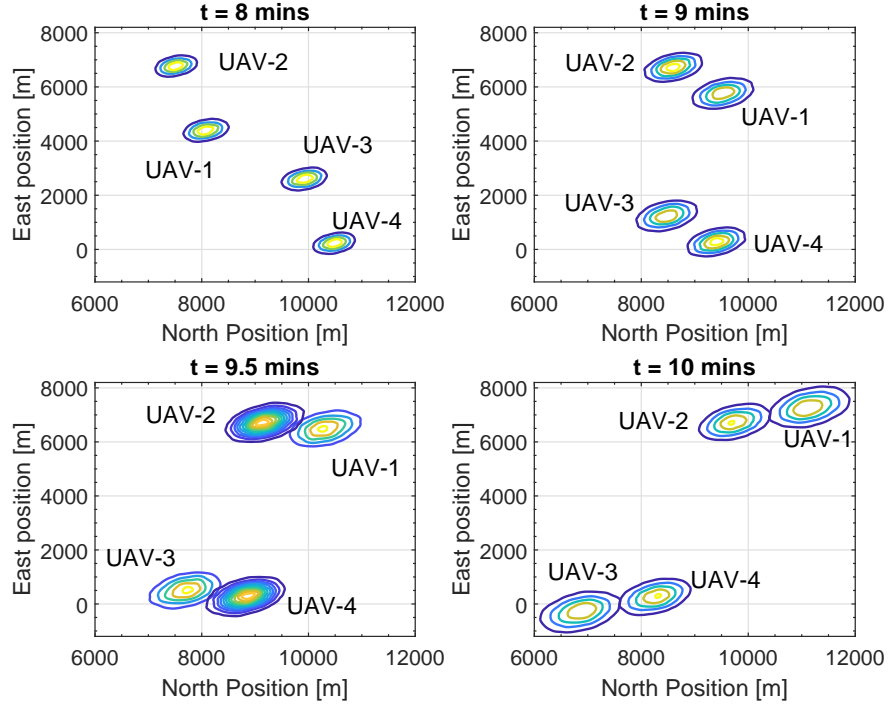 t = 8 mins
East position [m]
8000
6000
4000
2000
0
UAV-2
UAV-1
UAV-3
UAV-4
6000 8000 10000 12000
North Position [m]
t = 9 mins
East position [m]
8000
6000
4000
2000
0
UAV-2
UAV-1
UAV-3
UAV-4
6000 8000 10000 12000
North Position [m]
t = 9.5 mins
East position [m]
8000
6000
4000
2000
0
UAV-2
UAV-1
UAV-3
UAV-4
6000 8000 10000 12000
North Position [m]
t = 10 mins
East position [m]
8000
6000
4000
2000
0
UAV-2
UAV-1
UAV-3
UAV-4
6000 8000 10000 12000
North Position [m]